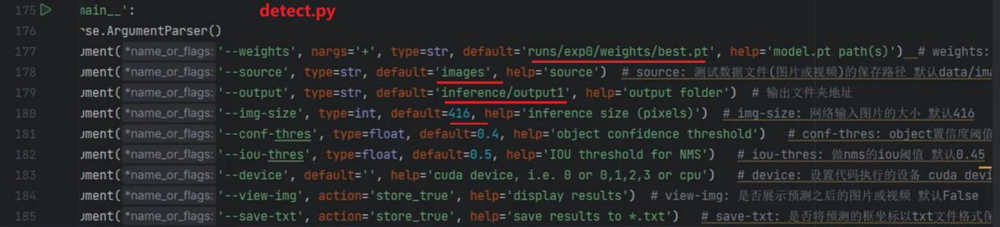 detect.py
175 main__':
176 rse.ArgumentParser()
177 ument( *name_or_flags: '--weights', nargs='+', type=str, default='runs/exp0/weights/best.pt', help='model.pt path(s)') # weights:
178 ument( *name_or_flags: '--source', type=str, default='images', help='source') # source: 测试数据文件(图片或视频)的保存路径 默认data/ima
179 ument( *name_or_flags: '--output', type=str, default='inference/output1', help='output folder') # 输出文件夹地址
180 ument( *name_or_flags: '--img-size', type=int, default=416, help='inference size (pixels)') # img-size: 网络输入图片的大小 默认416
181 ument( *name_or_flags: '--conf-thres', type=float, default=0.4, help='object confidence threshold') # conf-thres: object置信度阈值
182 ument( *name_or_flags: '--iou-thres', type=float, default=0.5, help='IOU threshold for NMS') # iou-thres: 做nms的iou阈值 默认0.45
183 ument( *name_or_flags: '--device', default='', help='cuda device, i.e. 0 or 0,1,2,3 or cpu') # device: 设置代码执行的设备 cuda devi
184 ument( *name_or_flags: '--view-img', action='store_true', help='display results') # view-img: 是否展示预测之后的图片或视频 默认False
185 ument( *name_or_flags: '--save-txt', action='store_true', help='save results to *.txt') # save-txt: 是否将预测的框坐标以txt文件格式保